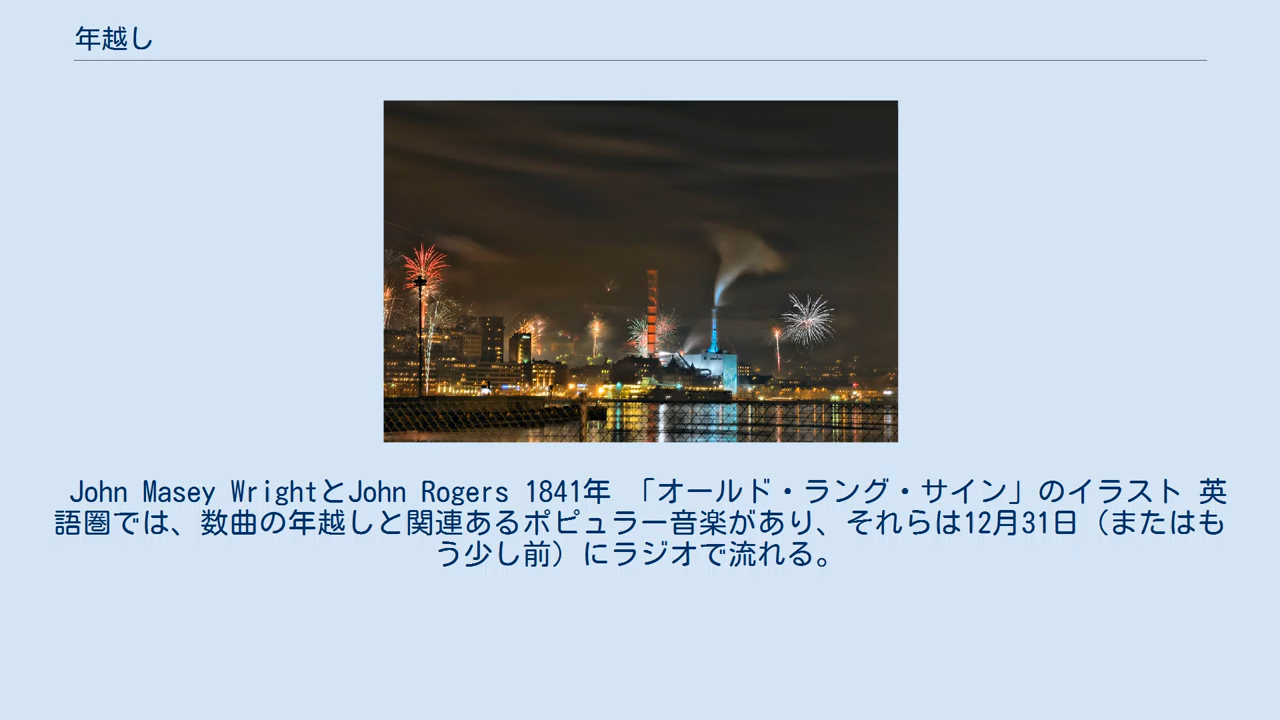 年越し
John Masey WrightとJohn Rogers 1841年 「オールド・ラング・サイン」のイラスト 英
語圏では、数曲の年越しと関連あるポピュラー音楽があり、それらは12月31日（またはも
う少し前）にラジオで流れる。